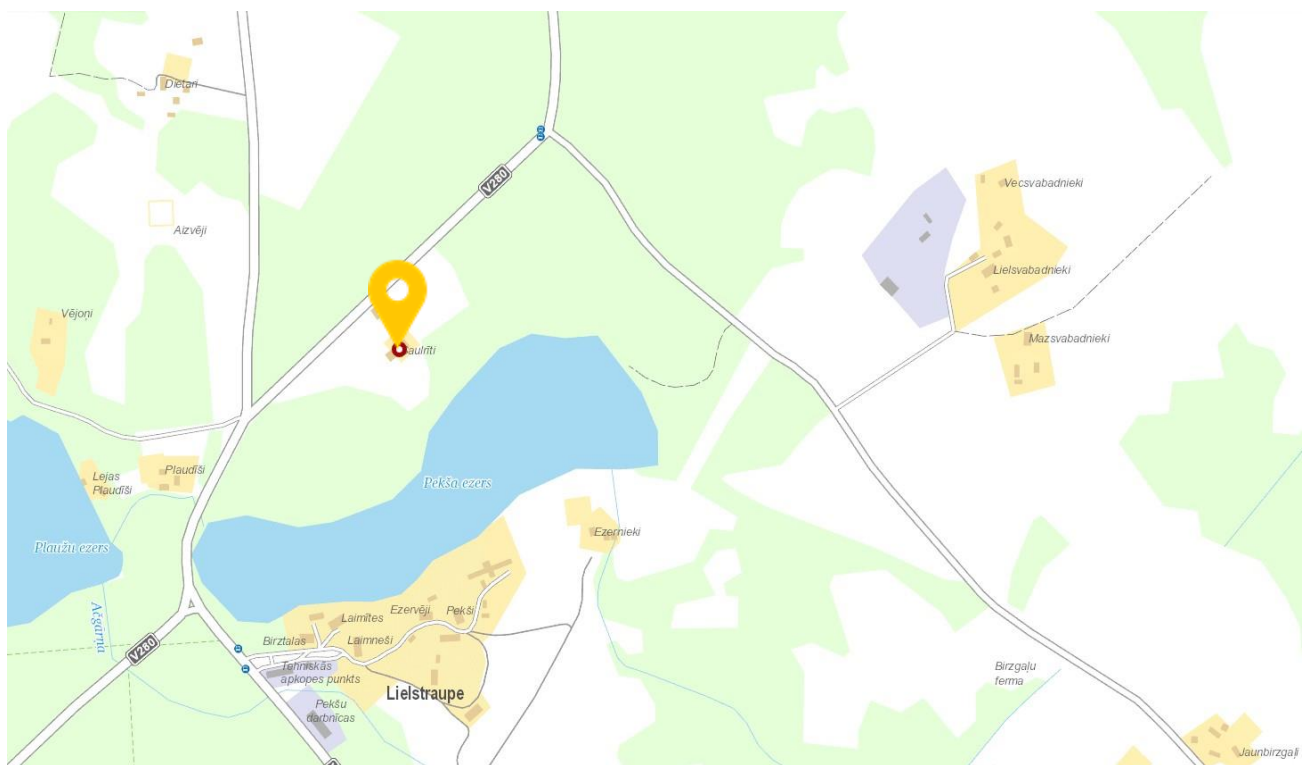 Dietari
V280
Aizvēji
Vecsvabadnieki
Lielsvabadnieki
Vējoņi
Mazsvabadnieki
aulrīti
Lejas
Plaudīši
Plaudīši
Pekša ezers
Plaužu ezers
Ezernieki
Ačgārņa
Laimītes
Ezervēji
Pekši
Birztalas
Laimneši
V280
Tehniskās
apkopes punkts
Lielstraupe
Pekšu
darbnīcas
Birzgaļu
ferma
Jaunbirzgaļi